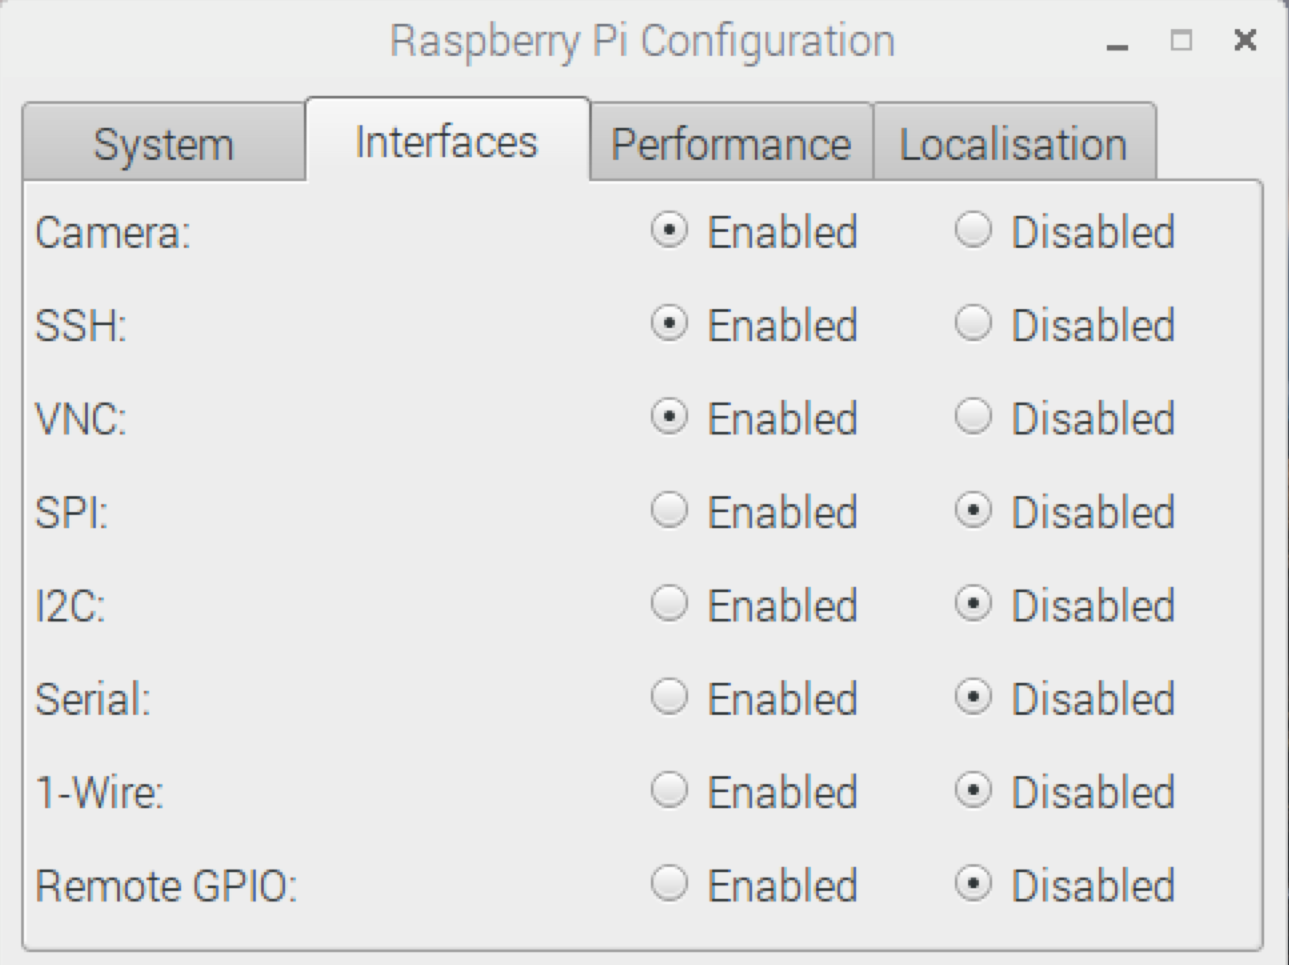 Raspberry Pi Configuration
System Interfaces Performance Localisation
Camera: Enabled Disabled
SSH: Enabled Disabled
VNC: Enabled Disabled
SPI: Enabled Disabled
I2C: Enabled Disabled
Serial: Enabled Disabled
1-Wire: Enabled Disabled
Remote GPIO: Enabled Disabled